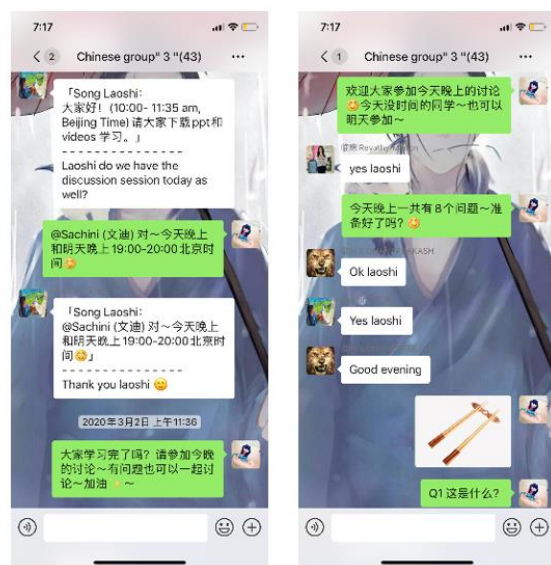 7:17
2 Chinese group" 3 "(43) ···
「Song Laoshi:
大家好！(10:00- 11:35 am,
Beijing Time) 请大家下载ppt和
videos 学习。」
- - - - - - - - - - - - - - -
Laoshi do we have the
discussion session today as
well?
@Sachini (文迪) 对～今天晚上
和明天晚上 19:00-20:00 北京时
间
「Song Laoshi:
@Sachini (文迪) 对～今天晚上
和明天晚上 19:00-20:00 北京时
间」
- - - - - - - - - - - - - - -
Thank you laoshi
2020年3月2日 上午11:36
大家学习完了吗？请参加今晚
的讨论～有问题也可以一起讨
论～加油～
7:17
1 Chinese group" 3 "(43) ···
欢迎大家参加今天晚上的讨论
今天没时间的同学～也可以
明天参加～
yes laoshi
今天晚上一共有8个问题～准
备好了吗？
Ok laoshi
Yes laoshi
Good evening
Q1 这是什么？